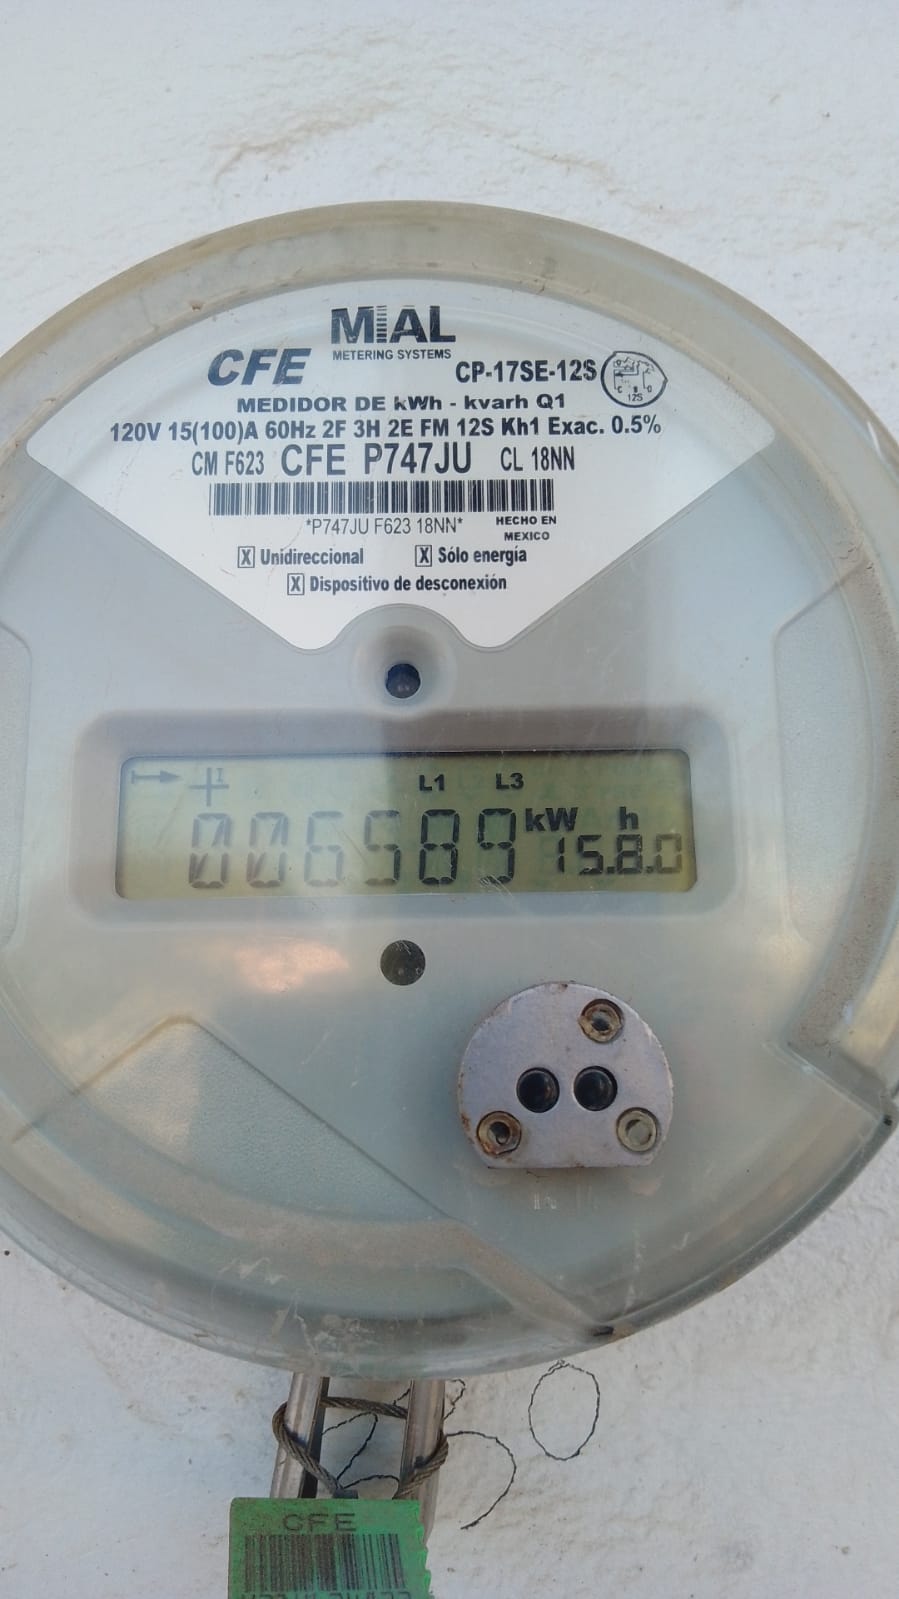 MIAL
METERING SYSTEMS
CFE
CP-17SE-12S
MEDIDOR DE kWh - kvarh Q1
120V 15(100)A 60Hz 2F 3H 2E FM 12S Kh1 Exac. 0.5%
CM F623 CFE P747JU CL 18NN
*P747JU F623 18NN*
HECHO EN
MEXICO
X Unidireccional X Sólo energía
X Dispositivo de desconexión
L1 L3
006589 kW h 15.8.0
CFE